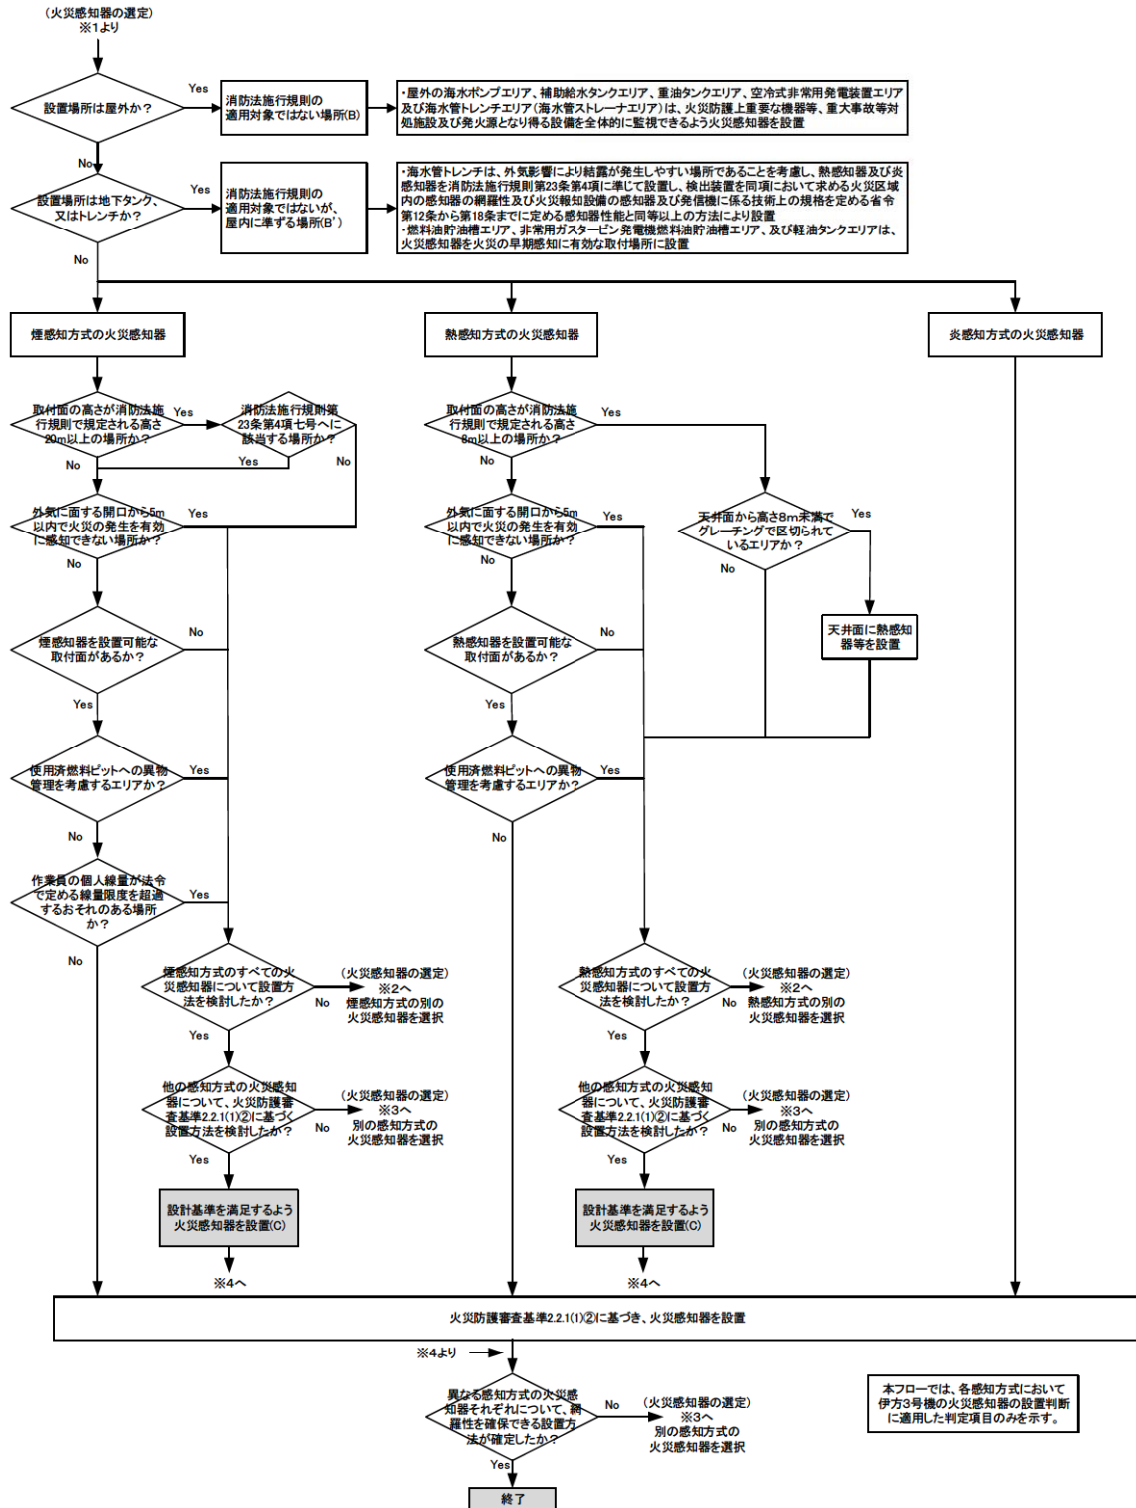 (火災感知器の選定)
※1より
設置場所は屋外か？
Yes
消防法施行規則の
適用対象ではない場所(B)
・屋外の海水ポンプエリア、補助給水タンクエリア、重油タンクエリア、空冷式非常用発電装置エリア
及び海水管トレンチエリア(海水管ストレーナエリア)は、火災防護上重要な機器等、重大事故等対
処施設及び発火源となり得る設備を全体的に監視できるよう火災感知器を設置
No
設置場所は地下タンク、
又はトレンチか？
Yes
消防法施行規則の
適用対象ではないが、
屋内に準ずる場所(B')
・海水管トレンチは、外気影響により結露が発生しやすい場所であることを考慮し、熱感知器及び炎
感知器を消防法施行規則第23条第4項に準じて設置し、検出装置を同項において求める火災区域
内の感知器の網羅性及び火災報知設備の感知器及び発信機に係る技術上の規格を定める省令
第12条から第18条までに定める感知器性能と同等以上の方法により設置
・燃料油貯油槽エリア、非常用ガスタービン発電機燃料油貯油槽エリア、及び軽油タンクエリアは、
火災感知器を火災の早期感知に有効な取付場所に設置
No
煙感知方式の火災感知器
熱感知方式の火災感知器
炎感知方式の火災感知器
取付面の高さが消防法施
行規則で規定される高さ
20m以上の場所か？
Yes
消防法施行規則第
23条第4項七号へに
該当する場所か？
No
Yes
No
外気に面する開口から5m
以内で火災の発生を有効
に感知できない場所か？
Yes
No
煙感知器を設置可能な
取付面があるか？
No
Yes
使用済燃料ピットへの異物
管理を考慮するエリアか？
Yes
No
作業員の個人線量が法令
で定める線量限度を超過
するおそれのある場所
か？
Yes
No
煙感知方式のすべての火
災感知器について設置方
法を検討したか？
No
(火災感知器の選定)
※2へ
煙感知方式の別の
火災感知器を選択
Yes
他の感知方式の火災感知
器について、火災防護審
査基準2.2.1(1)②に基づく
設置方法を検討したか？
No
(火災感知器の選定)
※3へ
別の感知方式の
火災感知器を選択
Yes
設計基準を満足するよう
火災感知器を設置(C)
※4へ
取付面の高さが消防法施
行規則で規定される高さ
8m以上の場所か？
Yes
No
天井面から高さ8m未満で
グレーチングで区切られて
いるエリアか？
Yes
No
天井面に熱感知
器等を設置
外気に面する開口から5m
以内で火災の発生を有効
に感知できない場所か？
Yes
No
熱感知器を設置可能な
取付面があるか？
No
Yes
使用済燃料ピットへの異物
管理を考慮するエリアか？
Yes
No
熱感知方式のすべての火
災感知器について設置方
法を検討したか？
No
(火災感知器の選定)
※2へ
熱感知方式の別の
火災感知器を選択
Yes
他の感知方式の火災感知
器について、火災防護審
査基準2.2.1(1)②に基づく
設置方法を検討したか？
No
(火災感知器の選定)
※3へ
別の感知方式の
火災感知器を選択
Yes
設計基準を満足するよう
火災感知器を設置(C)
※4へ
火災防護審査基準2.2.1(1)②に基づき、火災感知器を設置
※4より
異なる感知方式の火災感
知器それぞれについて、網
羅性を確保できる設置方
法が確定したか？
No
(火災感知器の選定)
※3へ
別の感知方式の
火災感知器を選択
Yes
終了
本フローでは、各感知方式において
伊方3号機の火災感知器の設置判断
に適用した判定項目のみを示す。